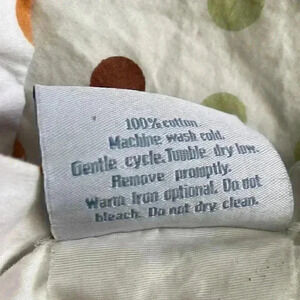 100% cotton.
Machine wash cold.
Gentle cycle. Tumble dry low.
Remove promptly.
Warm Iron optional. Do not
bleach. Do not dry clean.